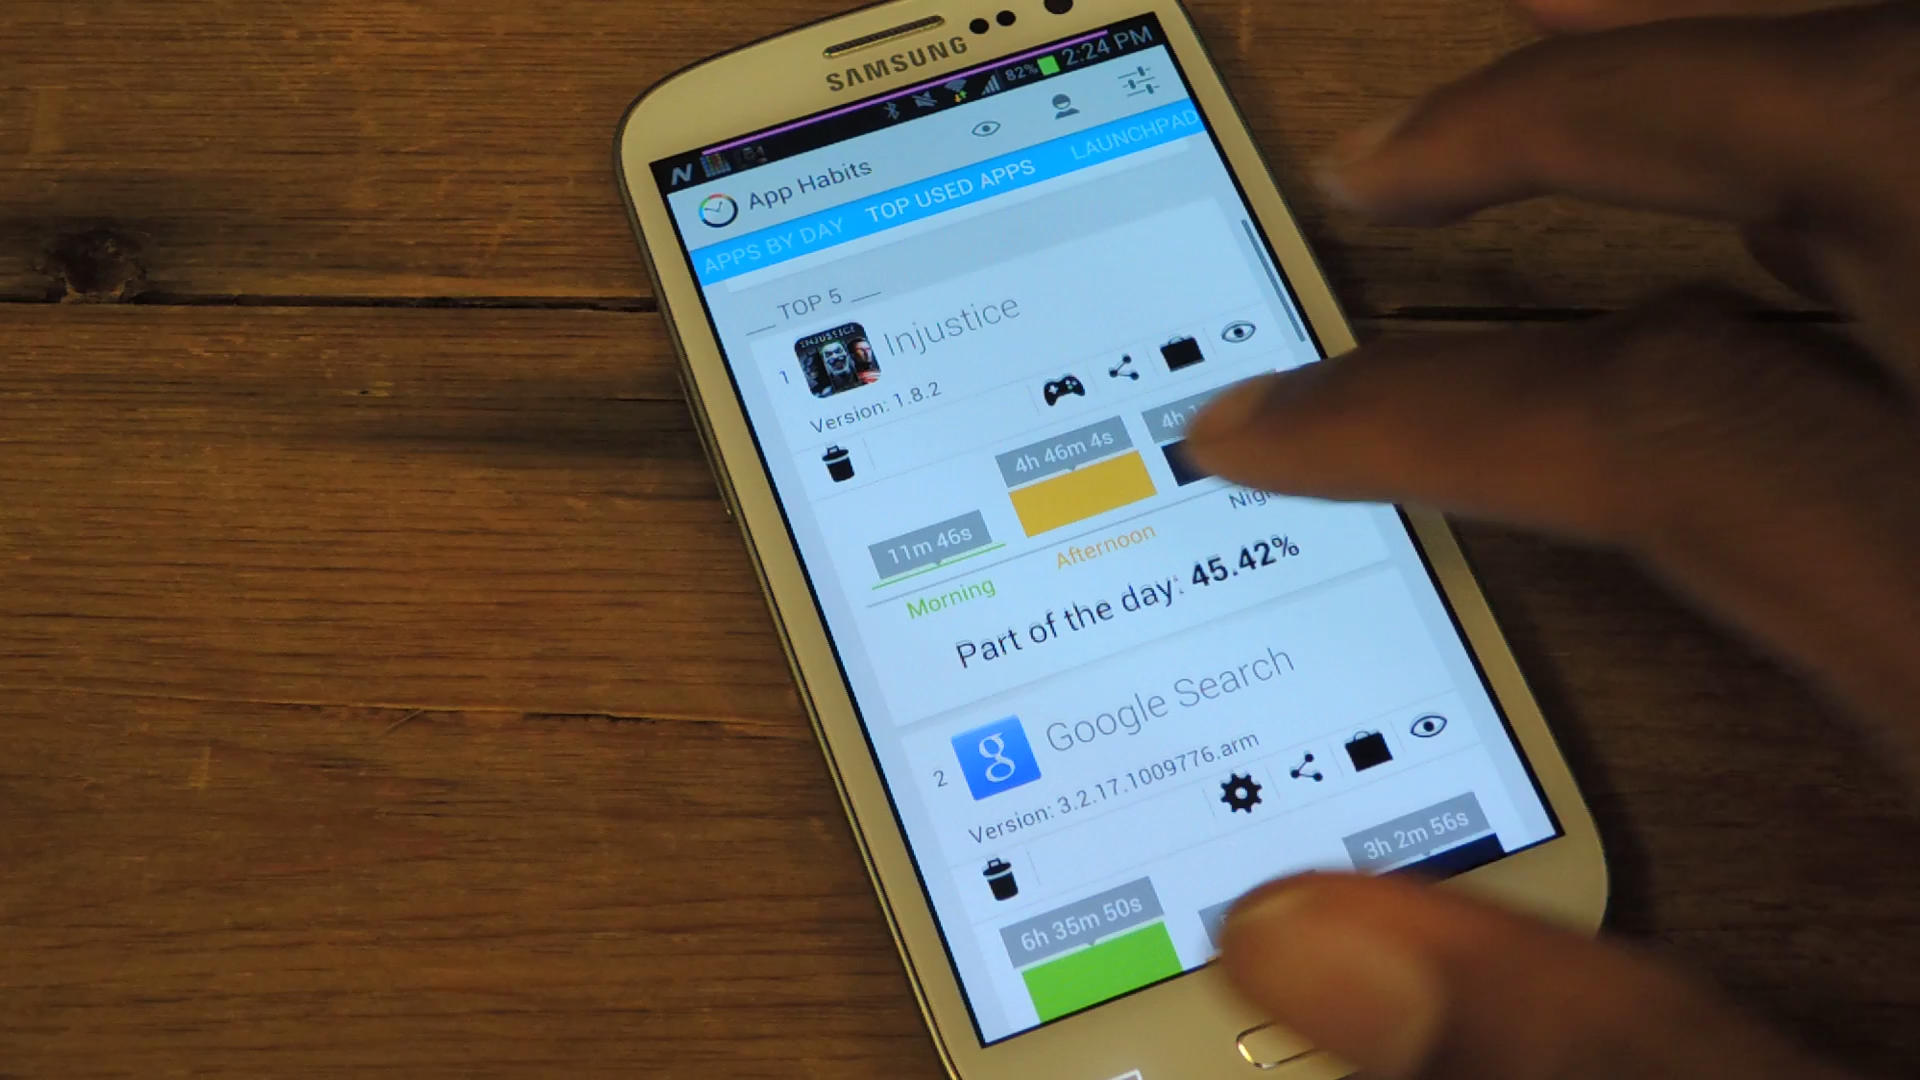 SAMSUNG
82% 2:24 PM
App Habits
APPS BY DAY TOP USED APPS LAUNCHPAD
TOP 5
1 INJUSTICE Injustice
Version: 1.8.2
11m 46s 4h 46m 4s 4h
Morning Afternoon
Part of the day: 45.42%
2 g Google Search
Version: 3.2.17.1009776.arm
6h 35m 50s 3h 2m 56s